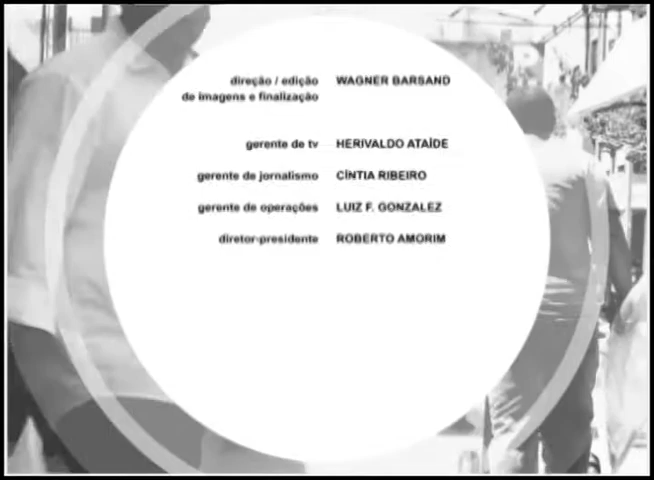 direção / edição WAGNER BARSAND
de imagens e finalização
gerente de tv HERIVALDO ATAÍDE
gerente de jornalismo CÍNTIA RIBEIRO
gerente de operações LUIZ F. GONZALEZ
diretor-presidente ROBERTO AMORIM